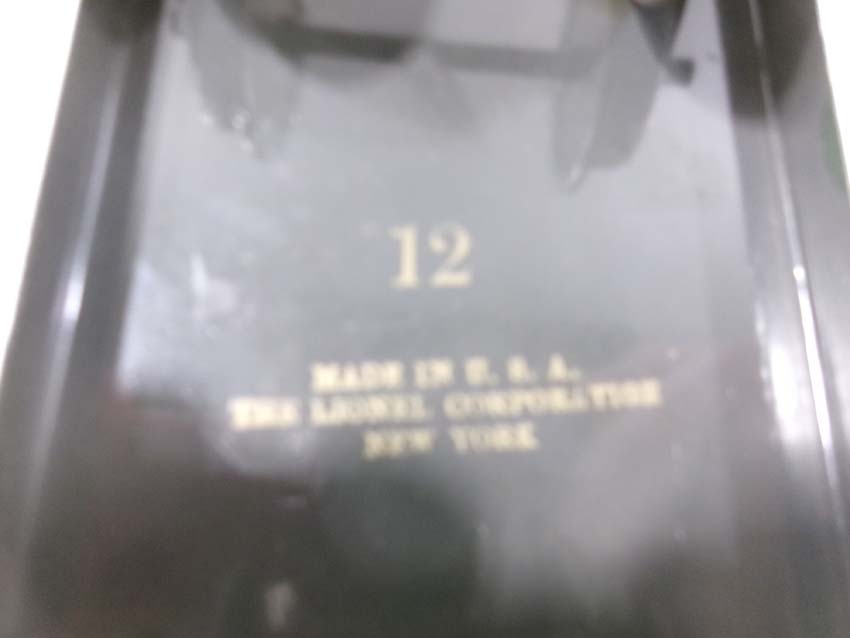 12
MADE IN U. S. A.
THE LIONEL CORPORATION
NEW YORK